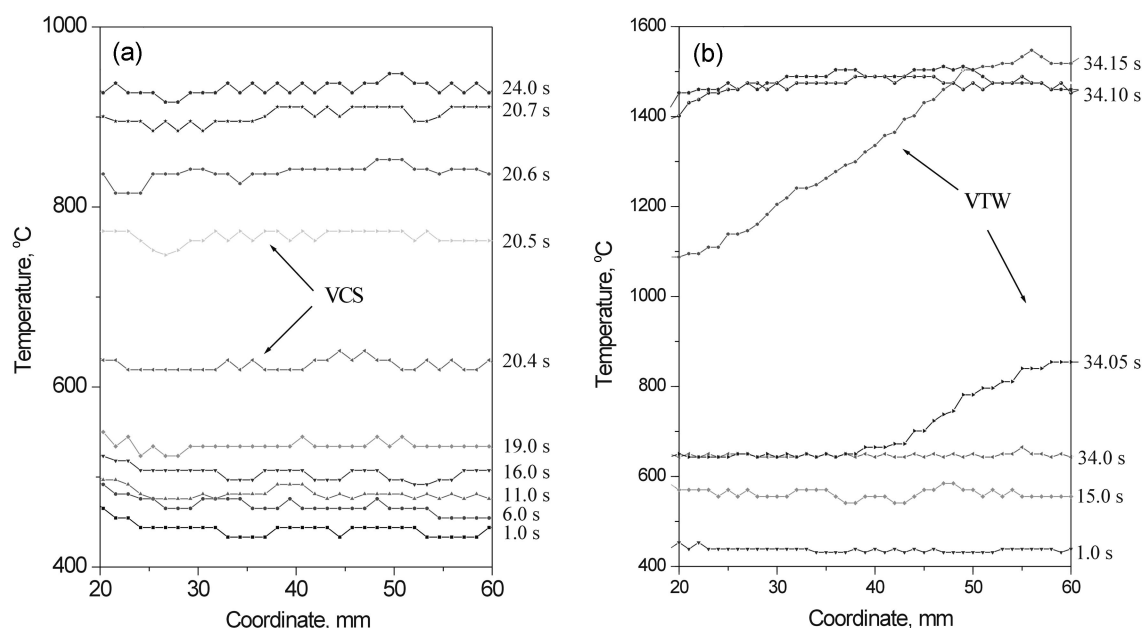 (a)
1000
800
600
400
Temperature, °C
24.0 s
20.7 s
20.6 s
20.5 s
VCS
20.4 s
19.0 s
16.0 s
11.0 s
6.0 s
1.0 s
20 30 40 50 60
Coordinate, mm
(b)
1600
1400
1200
1000
800
600
400
Temperature, °C
34.15 s
34.10 s
VTW
34.05 s
34.0 s
15.0 s
1.0 s
20 30 40 50 60
Coordinate, mm